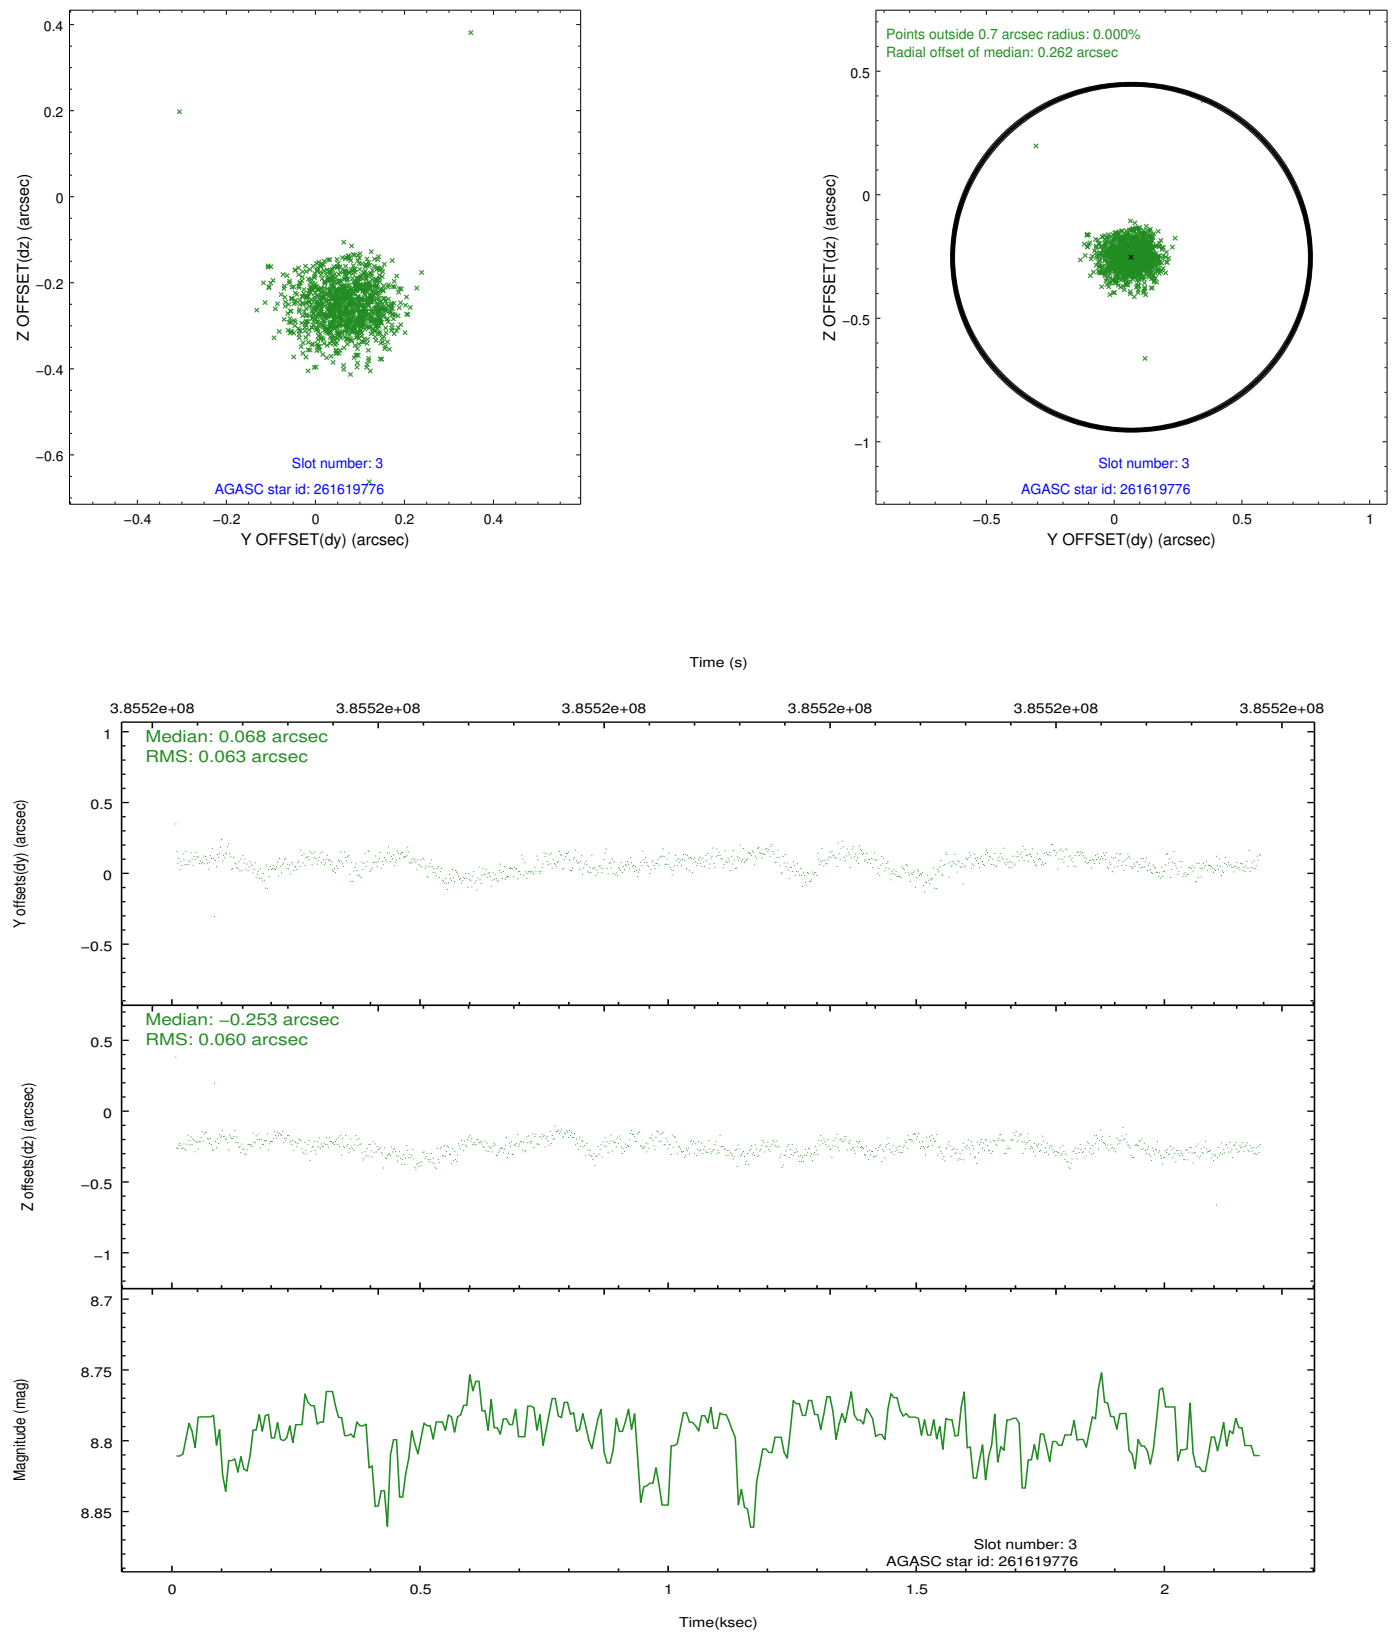 0.4
0.2
0
−0.2
−0.4
−0.6
−0.4
−0.2
0
0.2
0.4
Z OFFSET(dz) (arcsec)
Y OFFSET(dy) (arcsec)
Slot number: 3
AGASC star id: 261619776
Points outside 0.7 arcsec radius: 0.000%
Radial offset of median: 0.262 arcsec
0.5
0
−0.5
−1
−0.5
0
0.5
1
Z OFFSET(dz) (arcsec)
Y OFFSET(dy) (arcsec)
Slot number: 3
AGASC star id: 261619776
Time (s)
3.8552e+08 3.8552e+08 3.8552e+08 3.8552e+08 3.8552e+08 3.8552e+08
Median: 0.068 arcsec
RMS: 0.063 arcsec
1
0.5
0
−0.5
Y offsets(dy) (arcsec)
Median: −0.253 arcsec
RMS: 0.060 arcsec
0.5
0
−0.5
−1
Z offsets(dz) (arcsec)
8.7
8.75
8.8
8.85
Magnitude (mag)
Slot number: 3
AGASC star id: 261619776
0 0.5 1 1.5 2
Time(ksec)